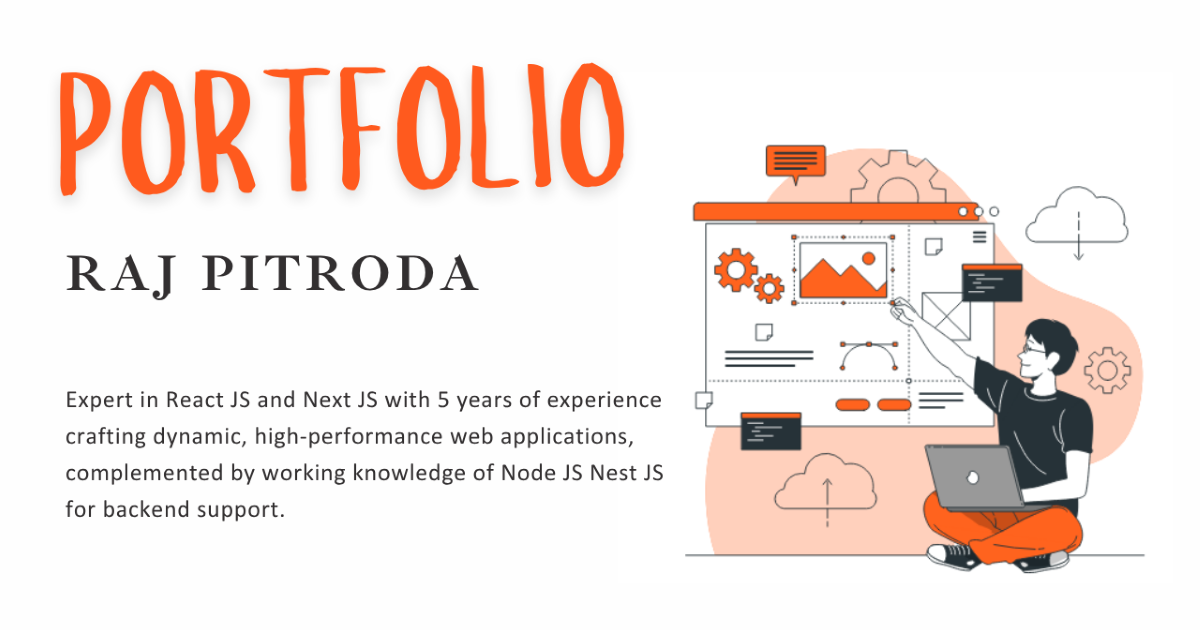 PORTFOLIO
RAJ PITRODA
Expert in React JS and Next JS with 5 years of experience
crafting dynamic, high-performance web applications,
complemented by working knowledge of Node JS Nest JS
for backend support.